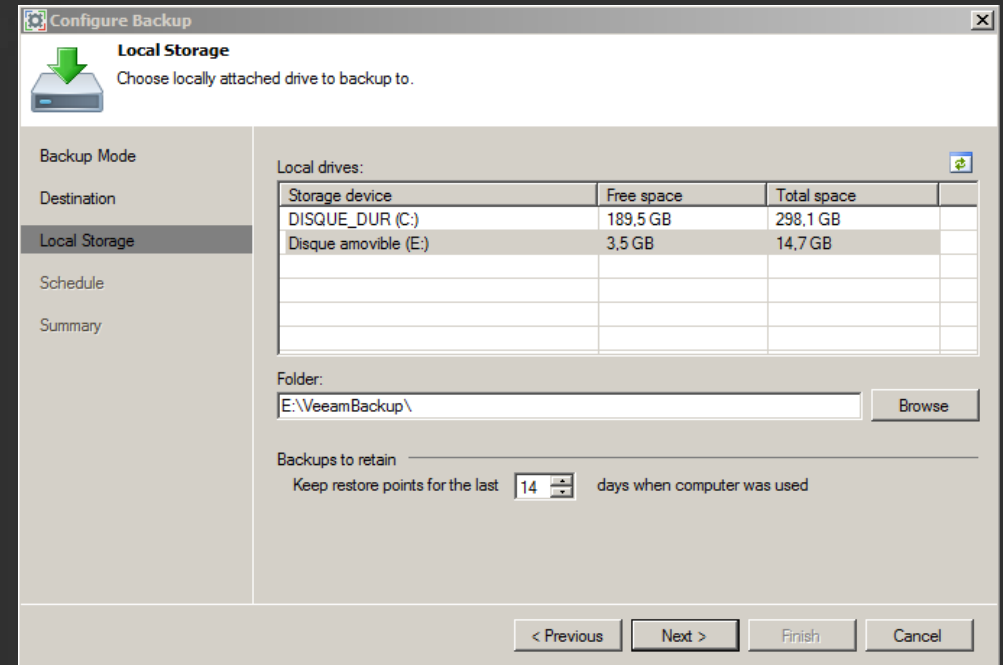 Configure Backup
Local Storage
Choose locally attached drive to backup to.
Backup Mode
Destination
Local Storage
Schedule
Summary
Local drives:
Storage device Free space Total space
DISQUE_DUR (C:) 189,5 GB 298,1 GB
Disque amovible (E:) 3,5 GB 14,7 GB
Folder:
E:\VeeamBackup\ Browse
Backups to retain
Keep restore points for the last 14 days when computer was used
< Previous Next > Finish Cancel